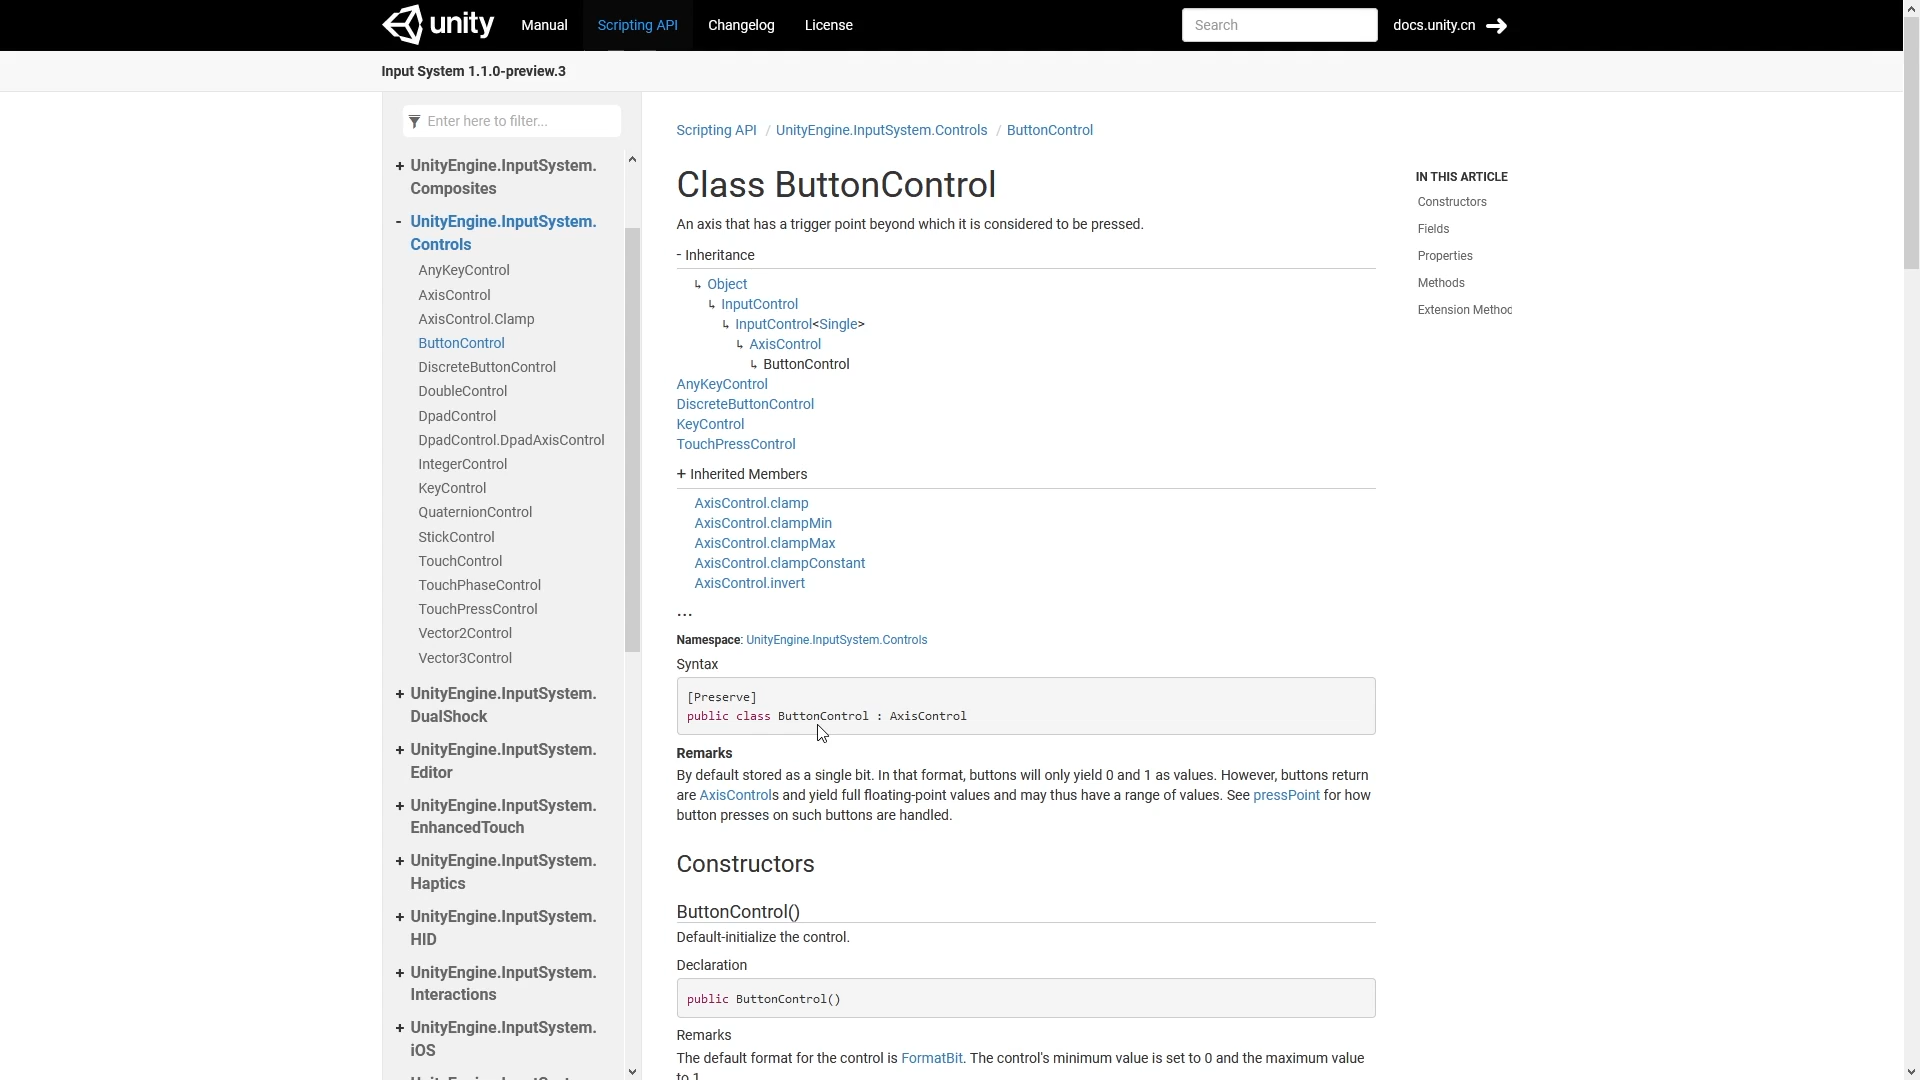 unity
Manual
Scripting API
Changelog
License
Search
docs.unity.cn
Input System 1.1.0-preview.3
Enter here to filter...
+ UnityEngine.InputSystem.
Composites
- UnityEngine.InputSystem.
Controls
AnyKeyControl
AxisControl
AxisControl.Clamp
ButtonControl
DiscreteButtonControl
DoubleControl
DpadControl
DpadControl.DpadAxisControl
IntegerControl
KeyControl
QuaternionControl
StickControl
TouchControl
TouchPhaseControl
TouchPressControl
Vector2Control
Vector3Control
+ UnityEngine.InputSystem.
DualShock
+ UnityEngine.InputSystem.
Editor
+ UnityEngine.InputSystem.
EnhancedTouch
+ UnityEngine.InputSystem.
Haptics
+ UnityEngine.InputSystem.
HID
+ UnityEngine.InputSystem.
Interactions
+ UnityEngine.InputSystem.
iOS
Scripting API / UnityEngine.InputSystem.Controls / ButtonControl
Class ButtonControl
An axis that has a trigger point beyond which it is considered to be pressed.
- Inheritance
↳ Object
↳ InputControl
↳ InputControl<Single>
↳ AxisControl
↳ ButtonControl
AnyKeyControl
DiscreteButtonControl
KeyControl
TouchPressControl
+ Inherited Members
AxisControl.clamp
AxisControl.clampMin
AxisControl.clampMax
AxisControl.clampConstant
AxisControl.invert
...
Namespace: UnityEngine.InputSystem.Controls
Syntax
[Preserve]
public class ButtonControl : AxisControl
Remarks
By default stored as a single bit. In that format, buttons will only yield 0 and 1 as values. However, buttons return
are AxisControls and yield full floating-point values and may thus have a range of values. See pressPoint for how
button presses on such buttons are handled.
Constructors
ButtonControl()
Default-initialize the control.
Declaration
public ButtonControl()
Remarks
The default format for the control is FormatBit. The control's minimum value is set to 0 and the maximum value
to 1.
IN THIS ARTICLE
Constructors
Fields
Properties
Methods
Extension Method